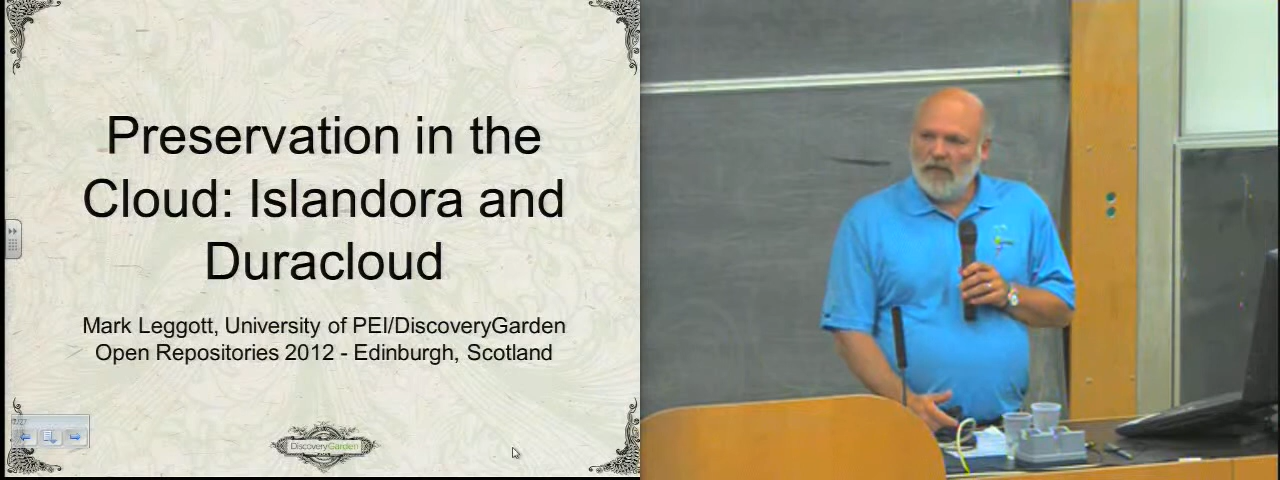 Preservation in the
Cloud: Islandora and
Duracloud
Mark Leggott, University of PEI/DiscoveryGarden
Open Repositories 2012 - Edinburgh, Scotland
DiscoveryGarden